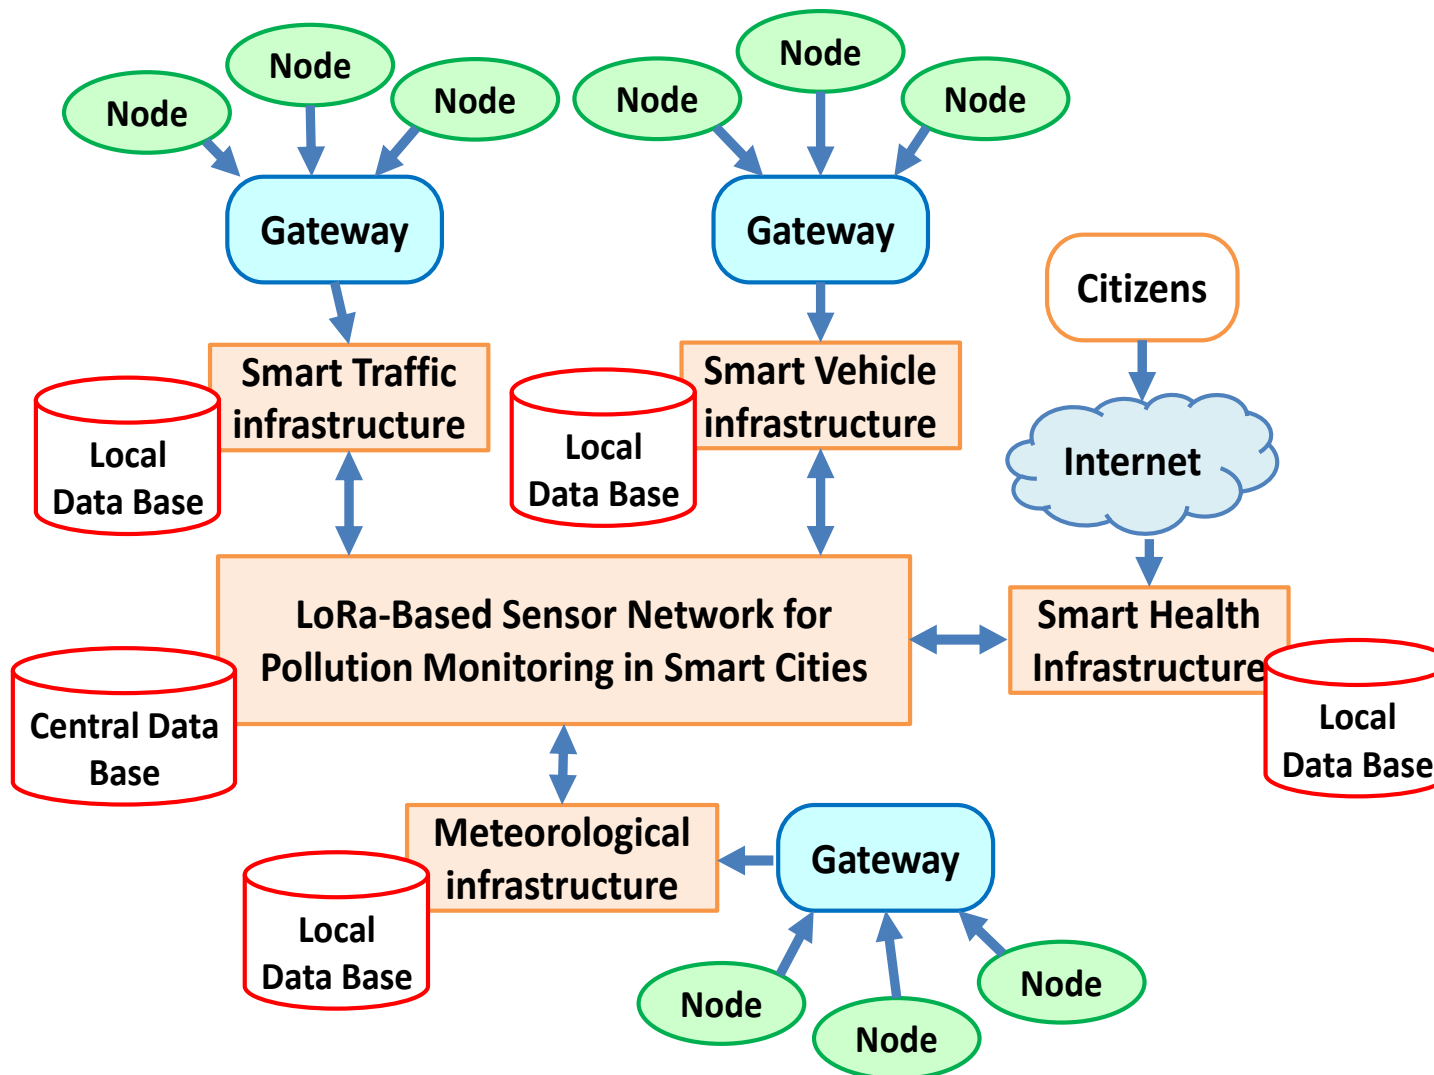 Node
Node
Node
Node
Node
Node
Gateway
Gateway
Citizens
Smart Traffic
infrastructure
Smart Vehicle
infrastructure
Local
Data Base
Local
Data Base
Internet
LoRa-Based Sensor Network for
Pollution Monitoring in Smart Cities
Smart Health
Infrastructure
Central Data
Base
Local
Data Base
Meteorological
infrastructure
Gateway
Local
Data Base
Node
Node
Node